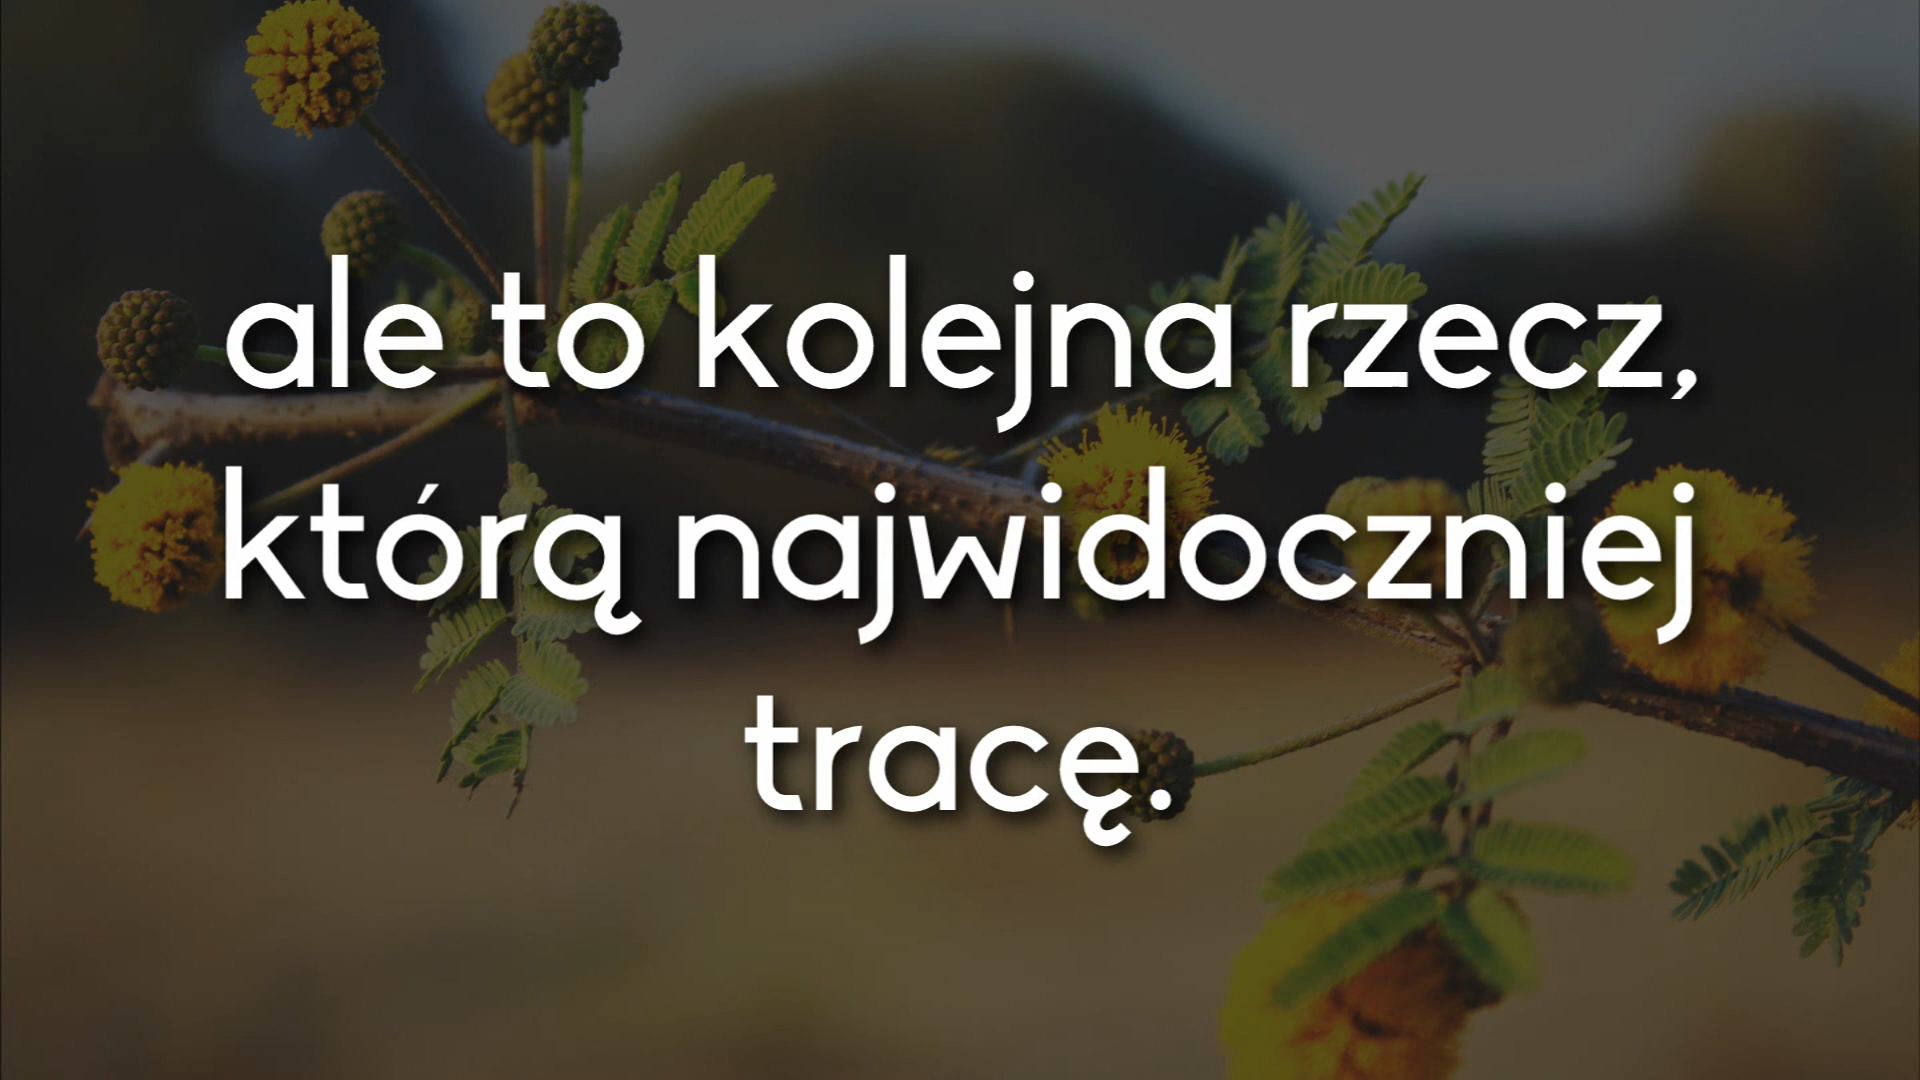 ale to kolejna rzecz,
którą najwidoczniej
tracę.